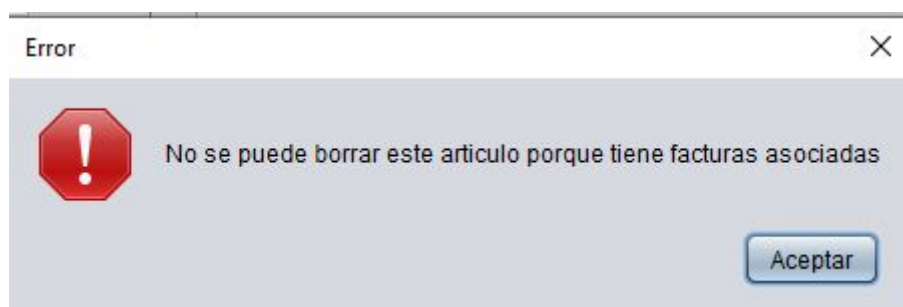 Error
No se puede borrar este articulo porque tiene facturas asociadas
Aceptar